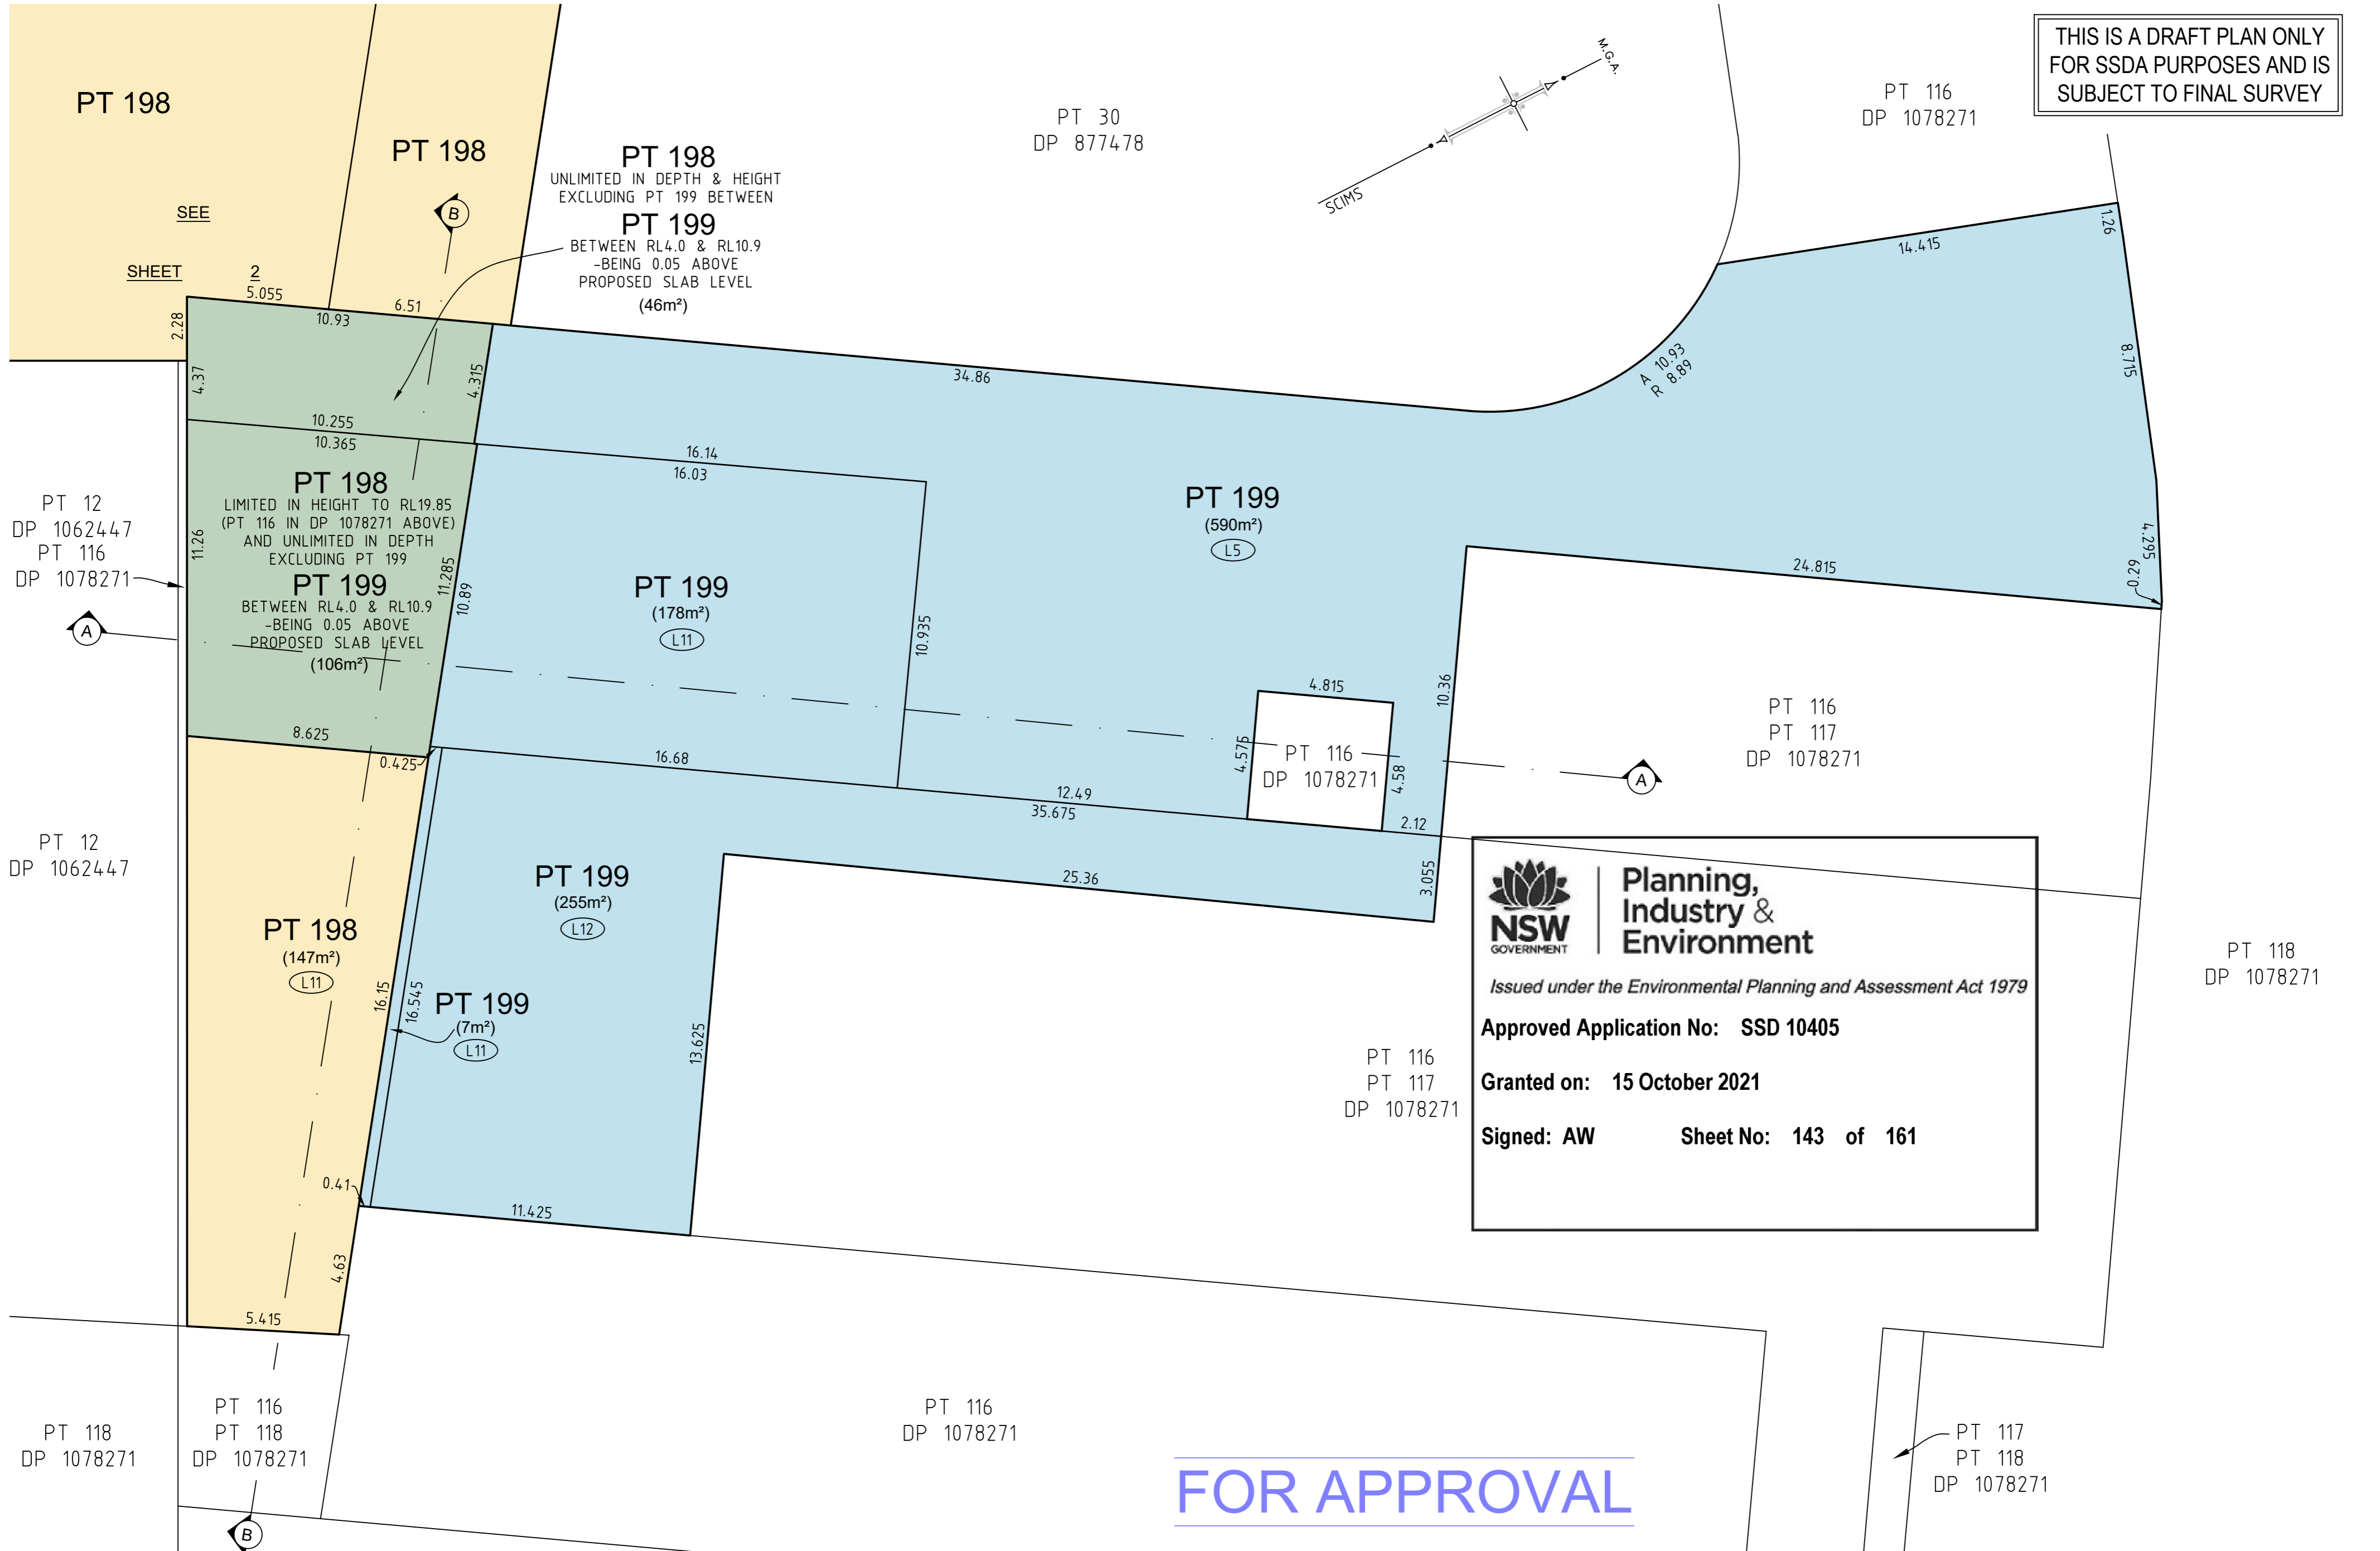 THIS IS A DRAFT PLAN ONLY
FOR SSDA PURPOSES AND IS
SUBJECT TO FINAL SURVEY
PT 198
PT 198
B
SEE
SHEET 2
PT 198
UNLIMITED IN DEPTH & HEIGHT
EXCLUDING PT 199 BETWEEN
PT 199
BETWEEN RL4.0 & RL10.9
-BEING 0.05 ABOVE
PROPOSED SLAB LEVEL
(46m²)
PT 30
DP 877478
M.G.A.
SCIMS
PT 116
DP 1078271
5.055
6.51
10.93
2.28
4.37
4.315
34.86
A 10.93
R 8.89
14.415
1.26
8.715
4.295
0.29
24.815
10.255
10.365
16.14
16.03
PT 12
DP 1062447
PT 116
DP 1078271
A
11.26
PT 198
LIMITED IN HEIGHT TO RL19.85
(PT 116 IN DP 1078271 ABOVE)
AND UNLIMITED IN DEPTH
EXCLUDING PT 199
PT 199
BETWEEN RL4.0 & RL10.9
-BEING 0.05 ABOVE
PROPOSED SLAB LEVEL
(106m²)
11.285
10.89
PT 199
(178m²)
L11
10.935
PT 199
(590m²)
L5
10.36
4.815
4.575
PT 116
DP 1078271
4.58
A
PT 116
PT 117
DP 1078271
8.625
0.425
16.68
12.49
35.675
2.12
3.055
25.36
PT 12
DP 1062447
PT 198
(147m²)
L11
16.15
16.545
PT 199
(7m²)
L11
PT 199
(255m²)
L12
13.625
0.41
11.425
4.63
5.415
PT 116
PT 117
DP 1078271
PT 118
DP 1078271
NSW
GOVERNMENT
Planning,
Industry &
Environment
Issued under the Environmental Planning and Assessment Act 1979
Approved Application No: SSD 10405
Granted on: 15 October 2021
Signed: AW Sheet No: 143 of 161
PT 118
DP 1078271
PT 116
PT 118
DP 1078271
B
PT 116
DP 1078271
PT 117
PT 118
DP 1078271
FOR APPROVAL